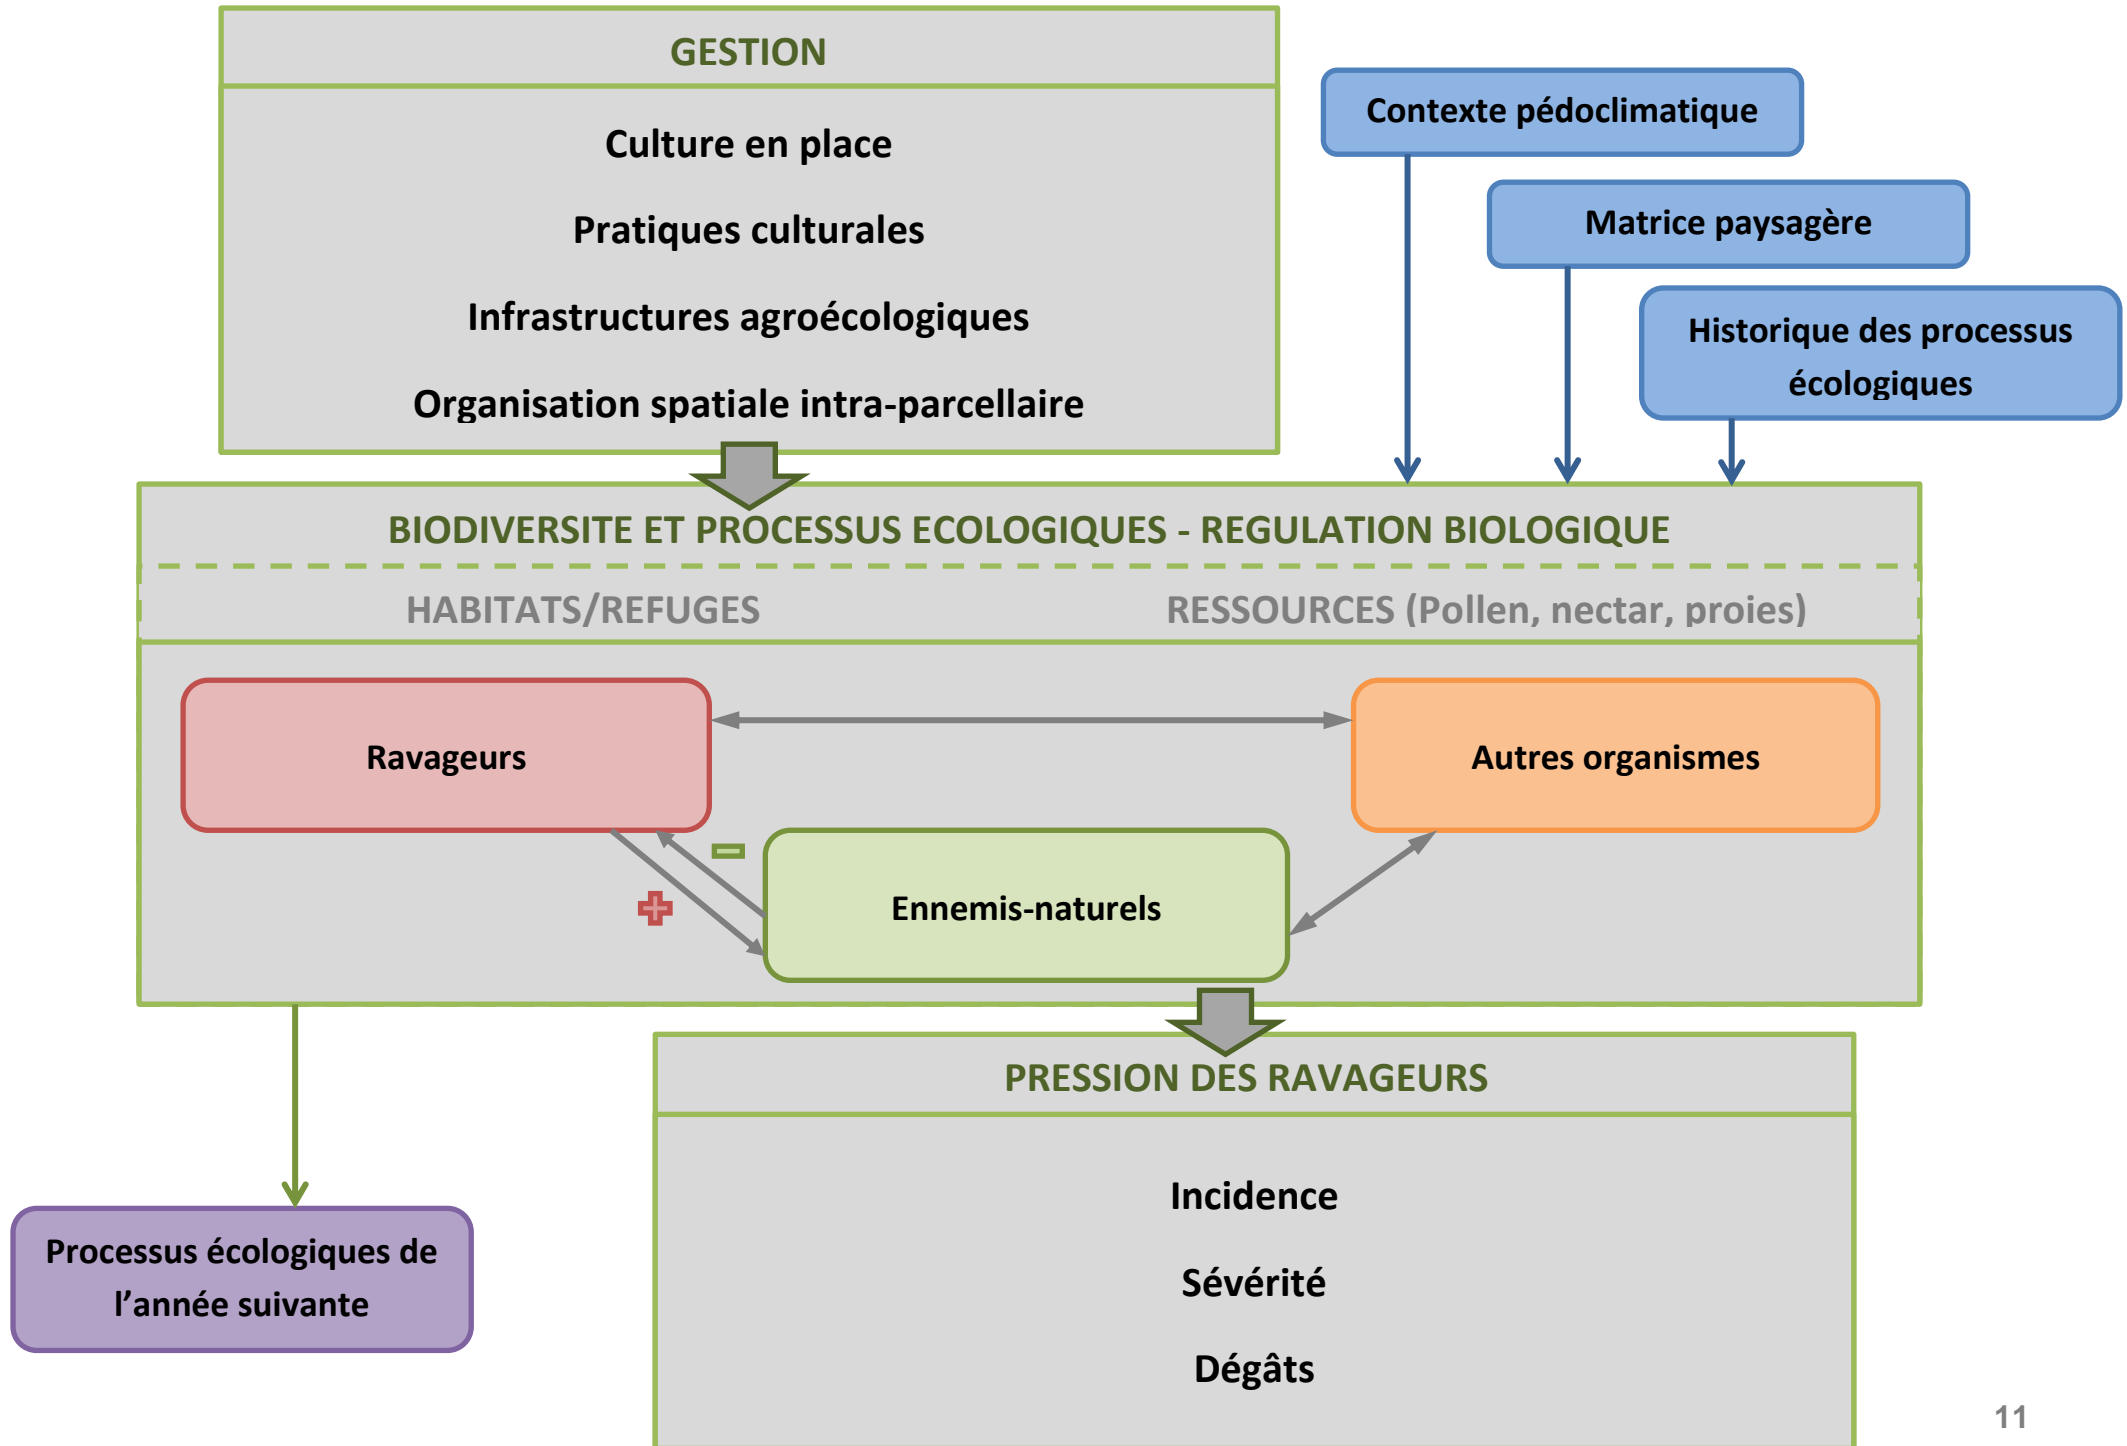 GESTION
Culture en place
Pratiques culturales
Infrastructures agroécologiques
Organisation spatiale intra-parcellaire
Contexte pédoclimatique
Matrice paysagère
Historique des processus
écologiques
BIODIVERSITE ET PROCESSUS ECOLOGIQUES - REGULATION BIOLOGIQUE
HABITATS/REFUGES
RESSOURCES (Pollen, nectar, proies)
Ravageurs
Autres organismes
Ennemis-naturels
PRESSION DES RAVAGEURS
Incidence
Sévérité
Dégâts
Processus écologiques de
l’année suivante
11